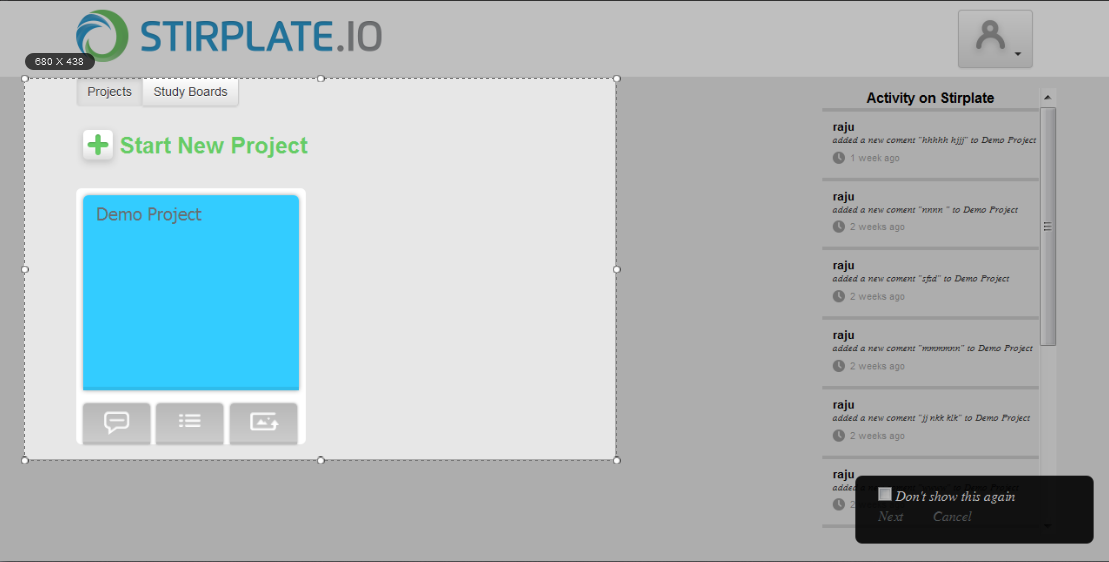 STIRPLATE.IO
680 X 438
Projects
Study Boards
Activity on Stirplate
Start New Project
Demo Project
raju
added a new coment "hhhhh hjjj" to Demo Project
1 week ago
raju
added a new coment "nnnn " to Demo Project
2 weeks ago
raju
added a new coment "zftd" to Demo Project
2 weeks ago
raju
added a new coment "mmmmnn" to Demo Project
2 weeks ago
raju
added a new coment "jj nkk klk" to Demo Project
2 weeks ago
raju
Don't show this again
Next
Cancel